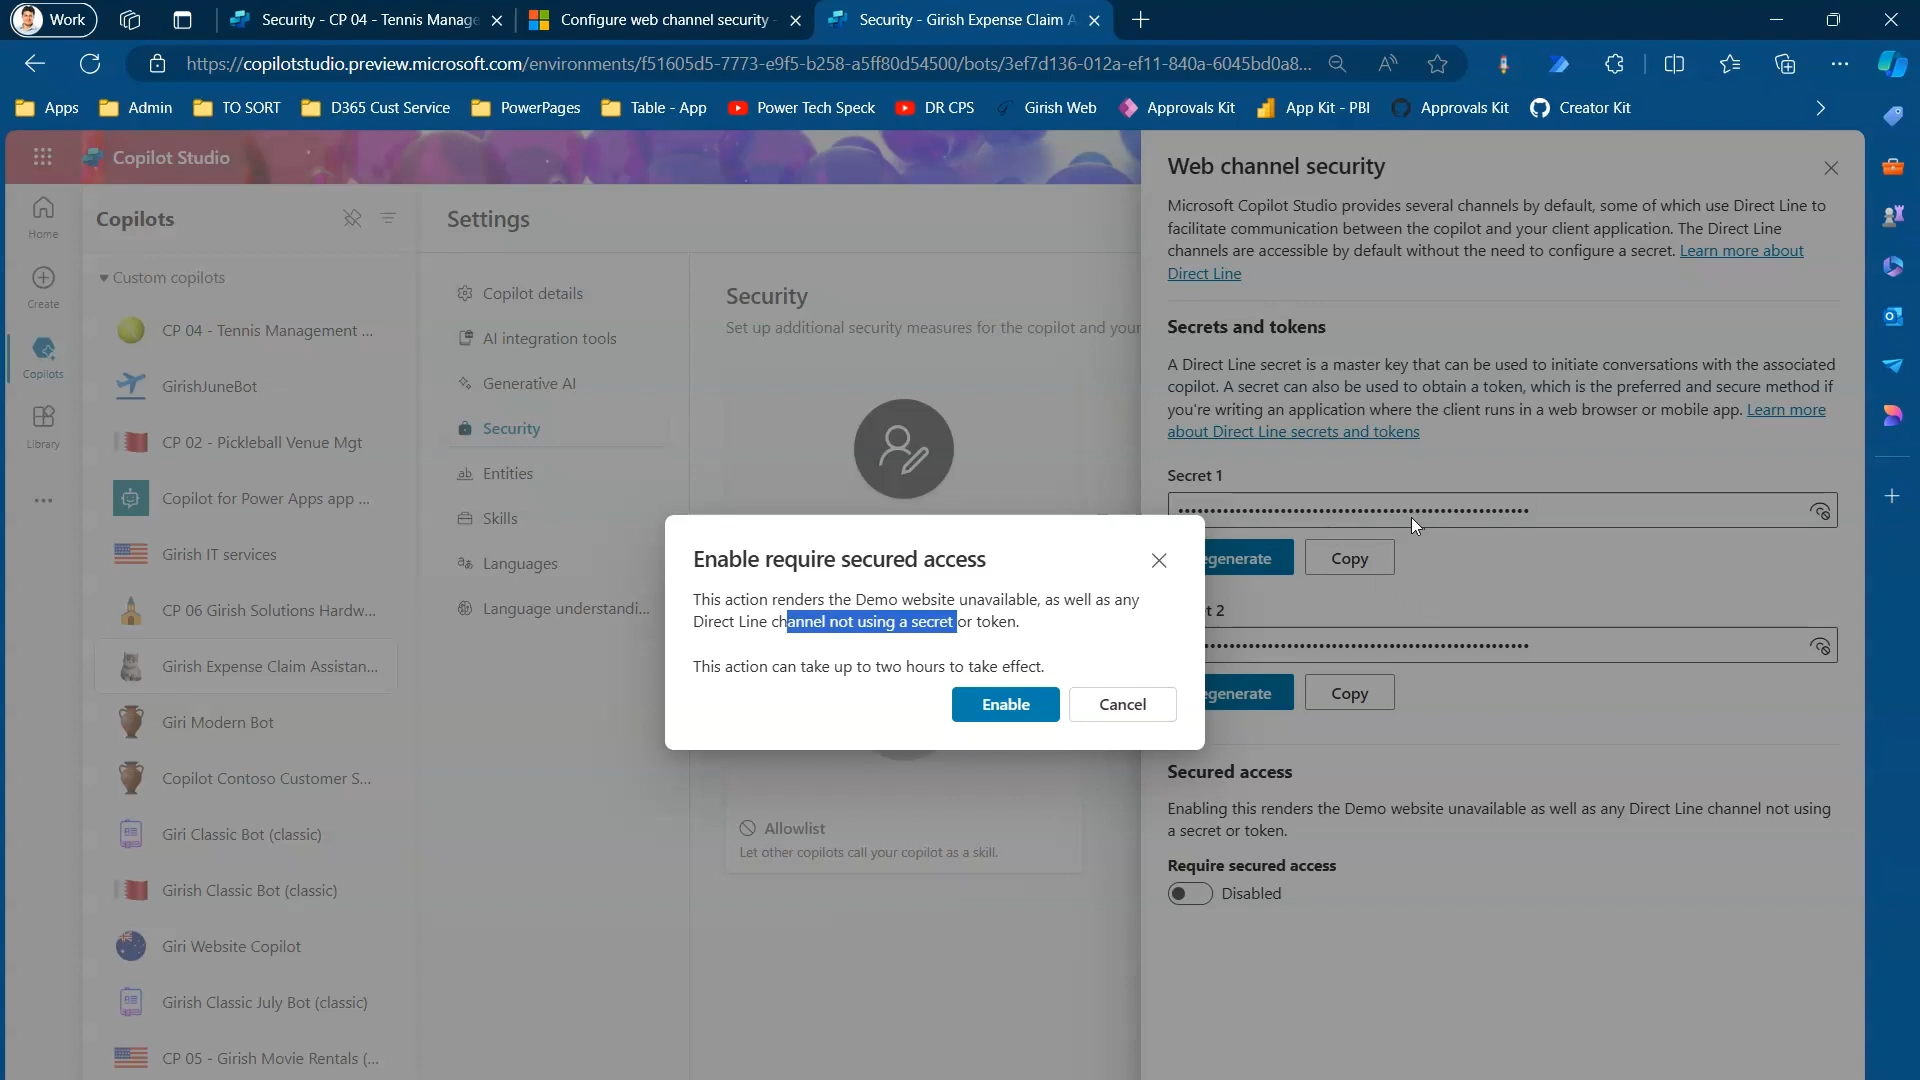 Work
Security - CP 04 - Tennis Manage
Configure web channel security
Security - Girish Expense Claim A
https://copilotstudio.preview.microsoft.com/environments/f51605d5-7773-e9f5-b258-a5ff80d54500/bots/3ef7d136-012a-ef11-840a-6045bd0a8...
Apps
Admin
TO SORT
D365 Cust Service
PowerPages
Table - App
Power Tech Speck
DR CPS
Girish Web
Approvals Kit
App Kit - PBI
Approvals Kit
Creator Kit
Copilot Studio
Home
Create
Copilots
Library
Copilots
Custom copilots
CP 04 - Tennis Management ...
GirishJuneBot
CP 02 - Pickleball Venue Mgt
Copilot for Power Apps app ...
Girish IT services
CP 06 Girish Solutions Hardw...
Girish Expense Claim Assistan...
Giri Modern Bot
Copilot Contoso Customer S...
Giri Classic Bot (classic)
Girish Classic Bot (classic)
Giri Website Copilot
Girish Classic July Bot (classic)
CP 05 - Girish Movie Rentals (...
Settings
Copilot details
AI integration tools
Generative AI
Security
Entities
Skills
Languages
Language understandi...
Security
Set up additional security measures for the copilot and your
Allowlist
Let other copilots call your copilot as a skill.
Enable require secured access
This action renders the Demo website unavailable, as well as any
Direct Line channel not using a secret or token.
This action can take up to two hours to take effect.
Enable
Cancel
Web channel security
Microsoft Copilot Studio provides several channels by default, some of which use Direct Line to
facilitate communication between the copilot and your client application. The Direct Line
channels are accessible by default without the need to configure a secret. Learn more about
Direct Line
Secrets and tokens
A Direct Line secret is a master key that can be used to initiate conversations with the associated
copilot. A secret can also be used to obtain a token, which is the preferred and secure method if
you're writing an application where the client runs in a web browser or mobile app. Learn more
about Direct Line secrets and tokens
Secret 1
egenerate
Copy
t 2
egenerate
Copy
Secured access
Enabling this renders the Demo website unavailable as well as any Direct Line channel not using
a secret or token.
Require secured access
Disabled